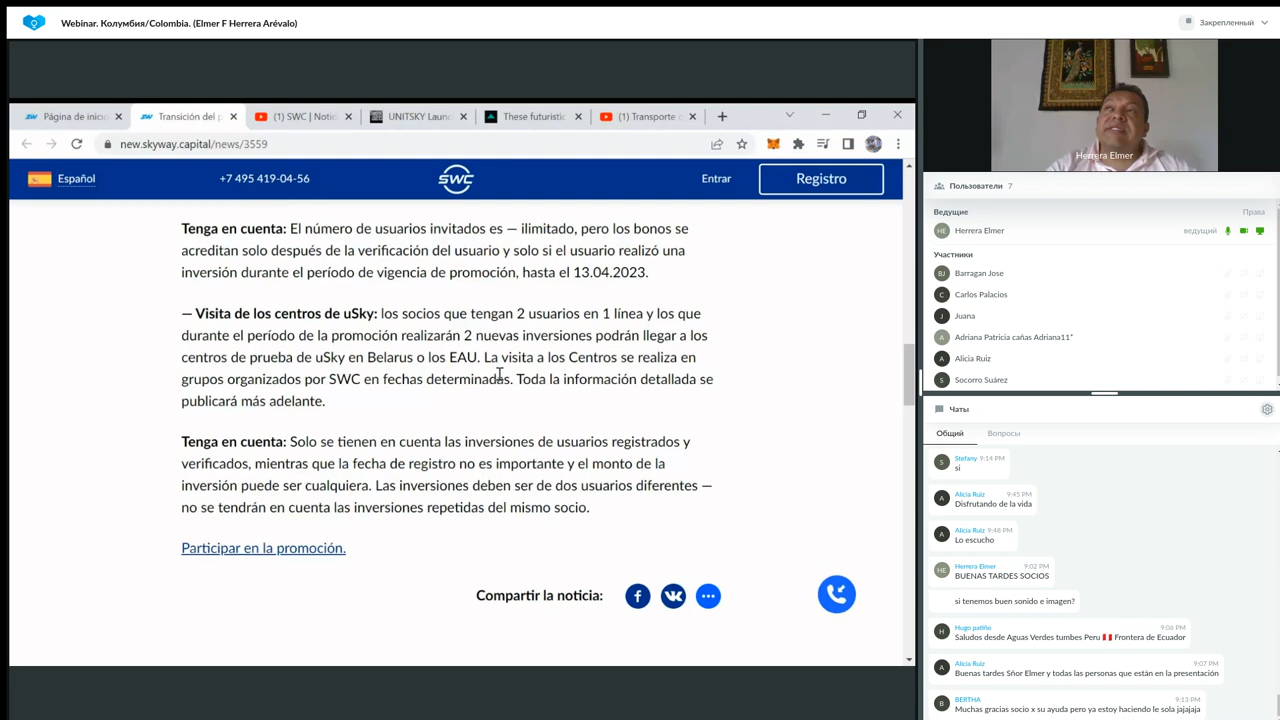 Webinar. Колумбия/Colombia. (Elmer F Herrera Arévalo)
Закрепленный
Página de inicio
Transición del p
(1) SWC | Notic
UNITSKY Laun
These futuristic
(1) Transporte c
new.skyway.capital/news/3559
Español
+7 495 419-04-56
SWC
Entrar
Registro
Tenga en cuenta: El número de usuarios invitados es — ilimitado, pero los bonos se
acreditan solo después de la verificación del usuario y solo si el usuario realizó una
inversión durante el período de vigencia de promoción, hasta el 13.04.2023.
— Visita de los centros de uSky: los socios que tengan 2 usuarios en 1 línea y los que
durante el período de la promoción realizarán 2 nuevas inversiones podrán llegar a los
centros de prueba de uSky en Belarus o los EAU. La visita a los Centros se realiza en
grupos organizados por SWC en fechas determinadas. Toda la información detallada se
publicará más adelante.
Tenga en cuenta: Solo se tienen en cuenta las inversiones de usuarios registrados y
verificados, mientras que la fecha de registro no es importante y el monto de la
inversión puede ser cualquiera. Las inversiones deben ser de dos usuarios diferentes —
no se tendrán en cuenta las inversiones repetidas del mismo socio.
Participar en la promoción.
Compartir la noticia:
Herrera Elmer
Пользователи 7
Ведущие Права
HE Herrera Elmer ведущий
Участники
BJ Barragan Jose
C Carlos Palacios
J Juana
A Adriana Patricia cañas Adriana11*
A Alicia Ruiz
S Socorro Suárez
Чаты
Общий Вопросы
S Stefany 9:14 PM
si
A Alicia Ruiz 9:45 PM
Disfrutando de la vida
A Alicia Ruiz 9:48 PM
Lo escucho
HE Herrera Elmer 9:02 PM
BUENAS TARDES SOCIOS
si tenemos buen sonido e imagen?
H Hugo patiño 9:06 PM
Saludos desde Aguas Verdes tumbes Peru 🇵🇪 Frontera de Ecuador
A Alicia Ruiz 9:07 PM
Buenas tardes Sñor Elmer y todas las personas que están en la presentación
B BERTHA 9:13 PM
Muchas gracias socio x su ayuda pero ya estoy haciendo le sola jajajaja